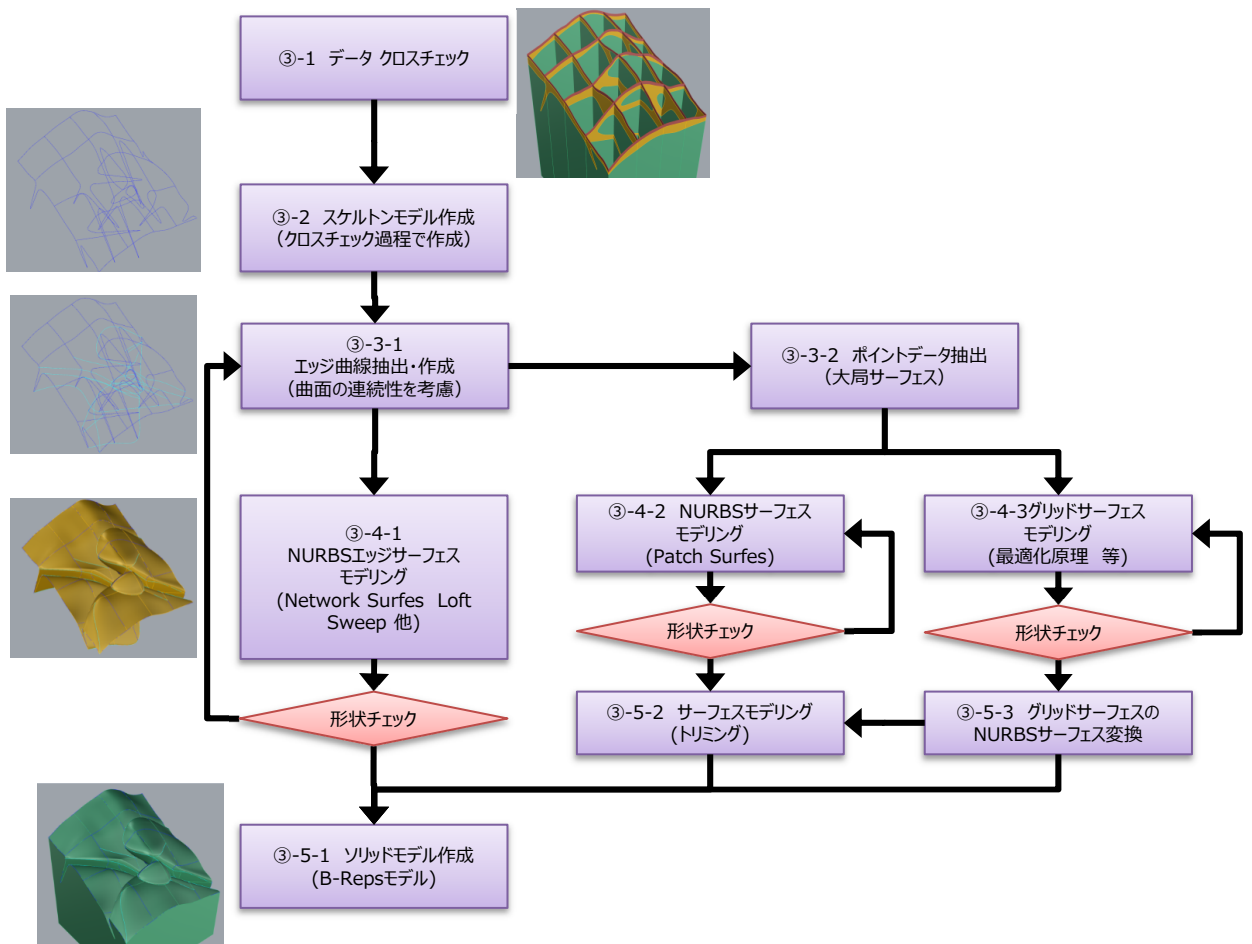 ③-1 データ クロスチェック
③-2 スケルトンモデル作成
（クロスチェック過程で作成）
③-3-1
エッジ曲線抽出・作成
（曲面の連続性を考慮）
③-3-2 ポイントデータ抽出
（大局サーフェス）
③-4-1
NURBSエッジサーフェス
モデリング
(Network Surfes Loft
Sweep 他)
③-4-2 NURBSサーフェス
モデリング
(Patch Surfes)
③-4-3グリッドサーフェス
モデリング
（最適化原理 等）
形状チェック
形状チェック
形状チェック
③-5-2 サーフェスモデリング
(トリミング)
③-5-3 グリッドサーフェスの
NURBSサーフェス変換
③-5-1 ソリッドモデル作成
(B-Repsモデル)